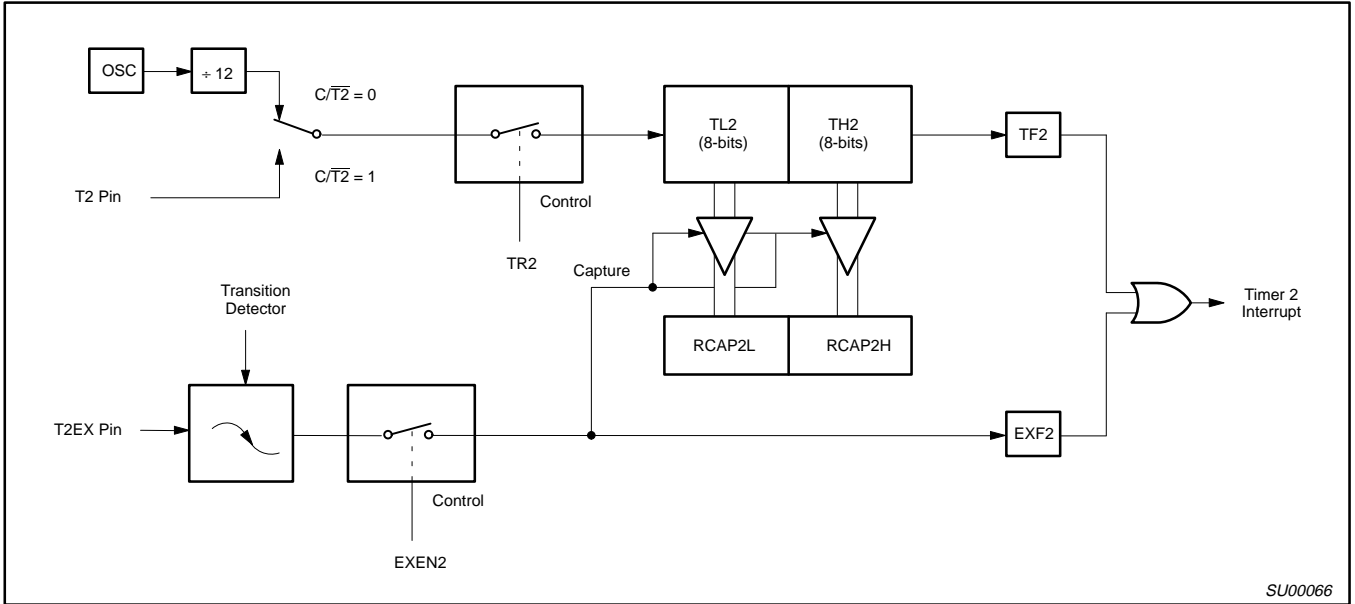 OSC
÷ 12
C/T2 = 0
TL2
(8-bits)
TH2
(8-bits)
TF2
T2 Pin
C/T2 = 1
Control
TR2
Capture
Transition
Detector
Timer 2
Interrupt
RCAP2L
RCAP2H
T2EX Pin
EXF2
Control
EXEN2
SU00066